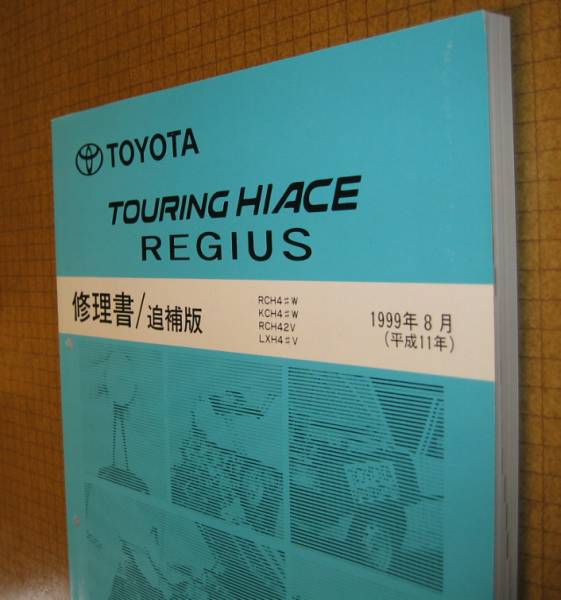 TOYOTA
TOURING HIACE
REGIUS
修理書/追補版
RCH4♯W
KCH4♯W
RCH42V
LXH4♯V
1999年8月
(平成11年)